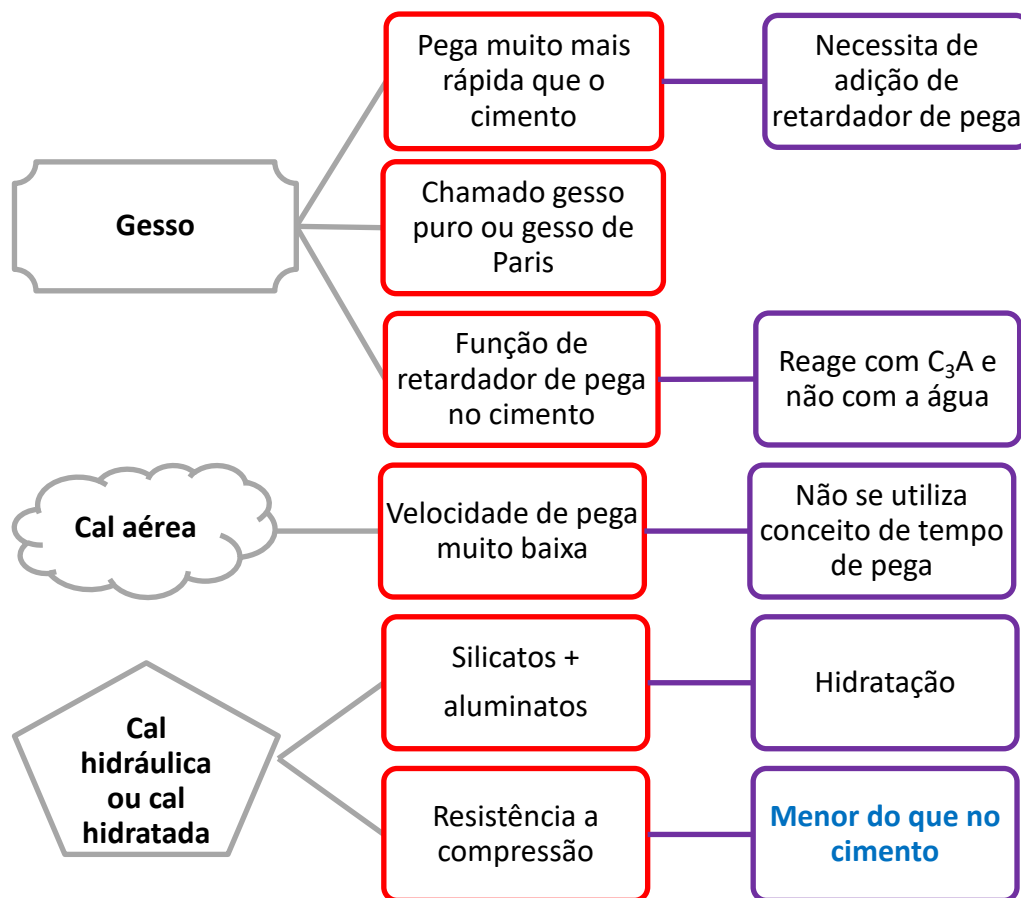 Gesso
Pega muito mais
rápida que o
cimento
Necessita de
adição de
retardador de pega
Chamado gesso
puro ou gesso de
Paris
Função de
retardador de pega
no cimento
Reage com C₃A e
não com a água
Cal aérea
Velocidade de pega
muito baixa
Não se utiliza
conceito de tempo
de pega
Cal
hidráulica
ou cal
hidratada
Silicatos +
aluminatos
Hidratação
Resistência a
compressão
Menor do que no
cimento